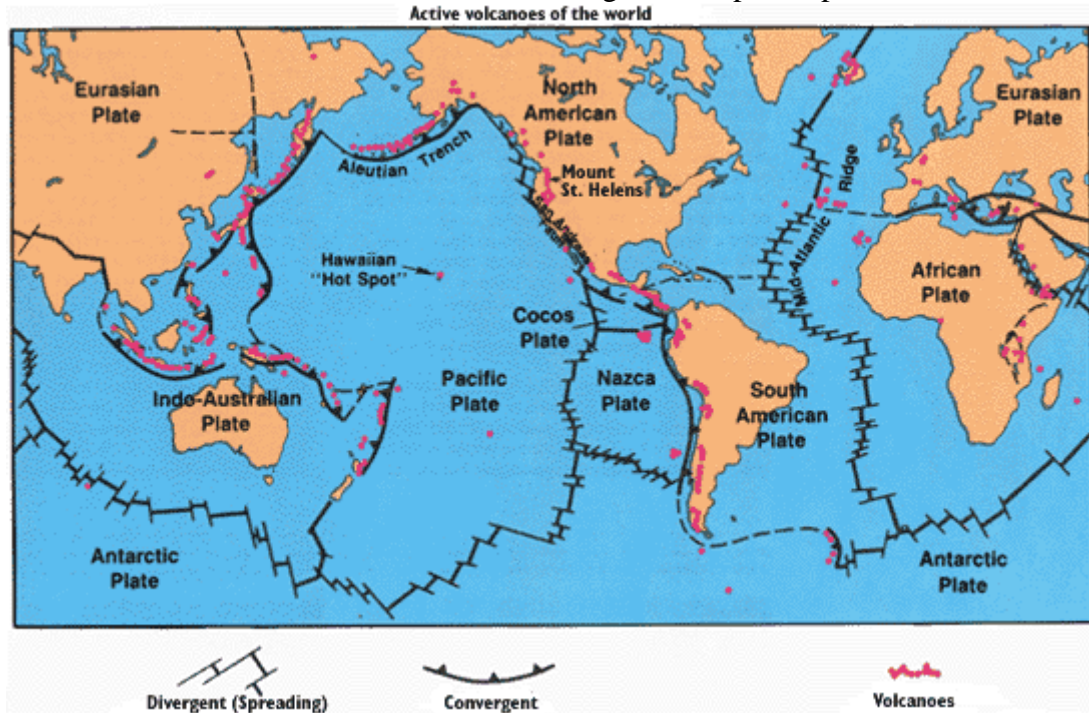 Active volcanoes of the world
Eurasian
Plate
North
American
Plate
Eurasian
Plate
Aleutian Trench
Mount
St. Helens
San Andreas
Fault
Mid-Atlantic Ridge
Hawaiian
"Hot Spot"
African
Plate
Cocos
Plate
Indo-Australian
Plate
Pacific
Plate
Nazca
Plate
South
American
Plate
Antarctic
Plate
Antarctic
Plate
Divergent (Spreading)
Convergent
Volcanoes